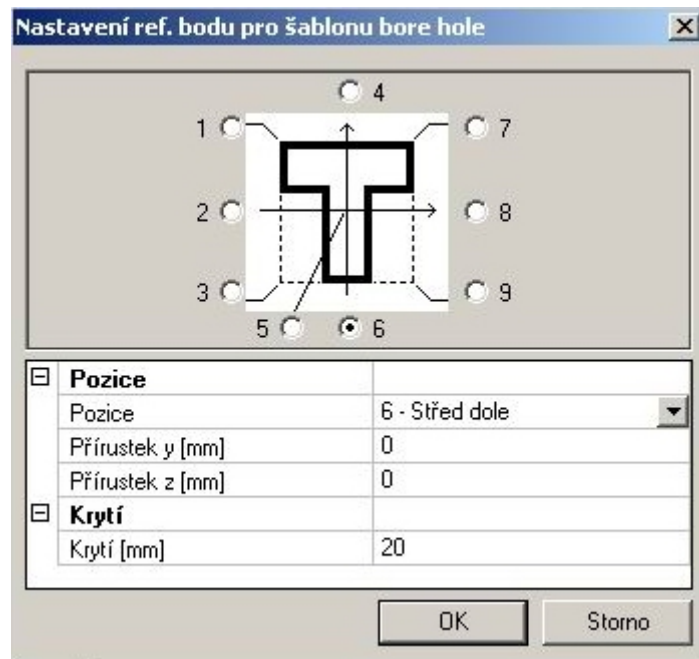 Nastavení ref. bodu pro šablonu bore hole
4
1 7
2 8
3 9
5 6
Pozice
Pozice 6 - Střed dole
Přírustek y [mm] 0
Přírustek z [mm] 0
Krytí
Krytí [mm] 20
OK Storno